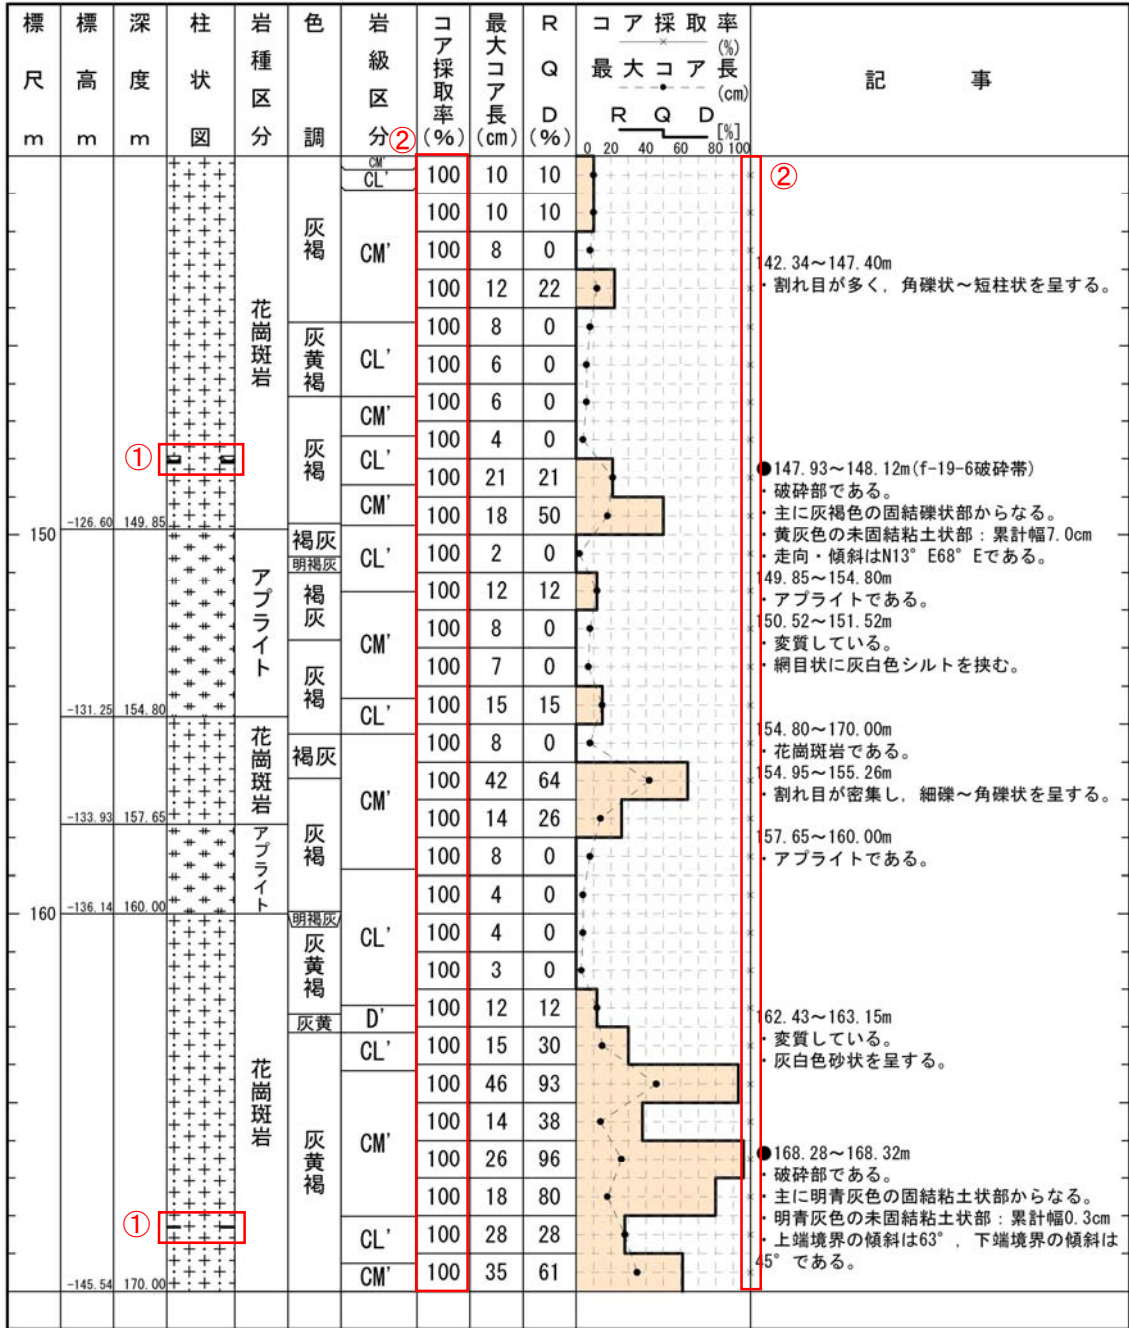 標尺 m
標高 m
深度 m
柱状図
岩種区分
色調
岩級区分
コア採取率(%)
最大コア長(cm)
RQD(%)
コア採取率(%)
最大コア長(cm)
RQD[%]
0 20 40 60 80 100
記事
②
②
①
①
150
160
-126.60 149.85
-131.25 154.80
-133.93 157.65
-136.14 160.00
-145.54 170.00
花崗斑岩
アプライト
花崗斑岩
アプライト
花崗斑岩
灰褐
灰黄褐
灰褐
褐灰
明褐灰
褐灰
灰褐
褐灰
灰褐
明褐灰
灰黄褐
灰黄
灰黄褐
CM'
CL'
CM'
CL'
CM'
CL'
CM'
CL'
CM'
CL'
CM'
CL'
D'
CL'
CM'
CL'
CM'
100 10 10
100 10 10
100 8 0
100 12 22
100 8 0
100 6 0
100 6 0
100 4 0
100 21 21
100 18 50
100 2 0
100 12 12
100 8 0
100 7 0
100 15 15
100 8 0
100 42 64
100 14 26
100 8 0
100 4 0
100 4 0
100 3 0
100 12 12
100 15 30
100 46 93
100 14 38
100 26 96
100 18 80
100 28 28
100 35 61
142.34～147.40m
・割れ目が多く，角礫状～短柱状を呈する。
●147.93～148.12m(f-19-6破砕帯)
・破砕部である。
・主に灰褐色の固結礫状部からなる。
・黄灰色の未固結粘土状部：累計幅7.0cm
・走向・傾斜はN13°E68°Eである。
149.85～154.80m
・アプライトである。
150.52～151.52m
・変質している。
・網目状に灰白色シルトを挟む。
154.80～170.00m
・花崗斑岩である。
154.95～155.26m
・割れ目が密集し，細礫～角礫状を呈する。
157.65～160.00m
・アプライトである。
162.43～163.15m
・変質している。
・灰白色砂状を呈する。
●168.28～168.32m
・破砕部である。
・主に明青灰色の固結粘土状部からなる。
・明青灰色の未固結粘土状部：累計幅0.3cm
・上端境界の傾斜は63°，下端境界の傾斜は
45°である。